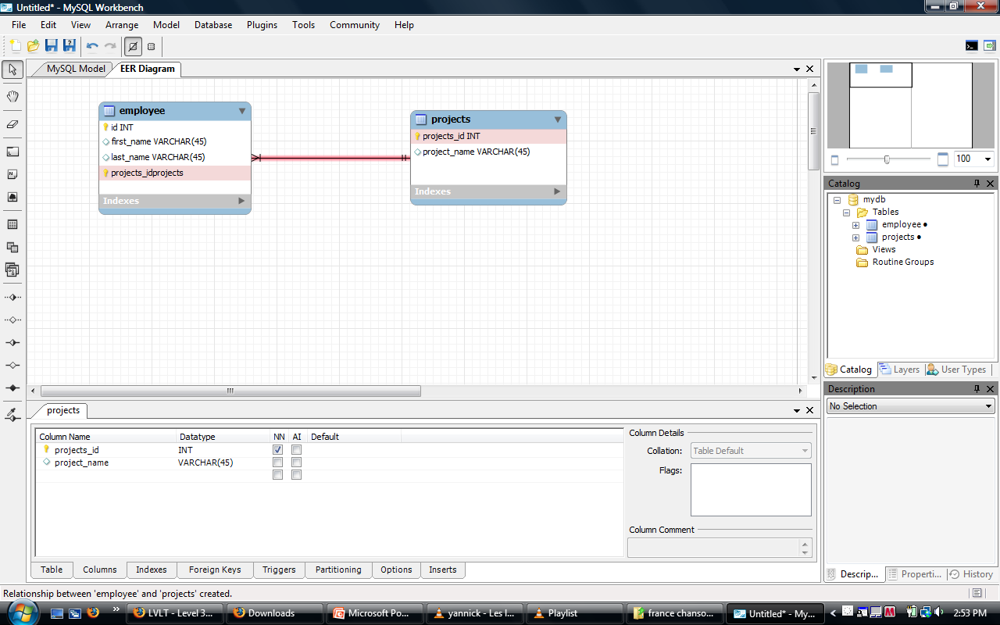 Untitled* - MySQL Workbench
File Edit View Arrange Model Database Plugins Tools Community Help
MySQL Model EER Diagram
employee
id INT
first_name VARCHAR(45)
last_name VARCHAR(45)
projects_idprojects
Indexes
projects
projects_id INT
project_name VARCHAR(45)
Indexes
100
Catalog
mydb
Tables
employee •
projects •
Views
Routine Groups
Catalog Layers User Types
Description
No Selection
Descrip... Properti... History
projects
Column Name Datatype NN AI Default
projects_id INT
project_name VARCHAR(45)
Column Details
Collation: Table Default
Flags:
Column Comment
Table Columns Indexes Foreign Keys Triggers Partitioning Options Inserts
Relationship between 'employee' and 'projects' created.
LVLT - Level 3... Downloads Microsoft Po... yannick - Les l... Playlist france chanso... Untitled* - My... 2:53 PM